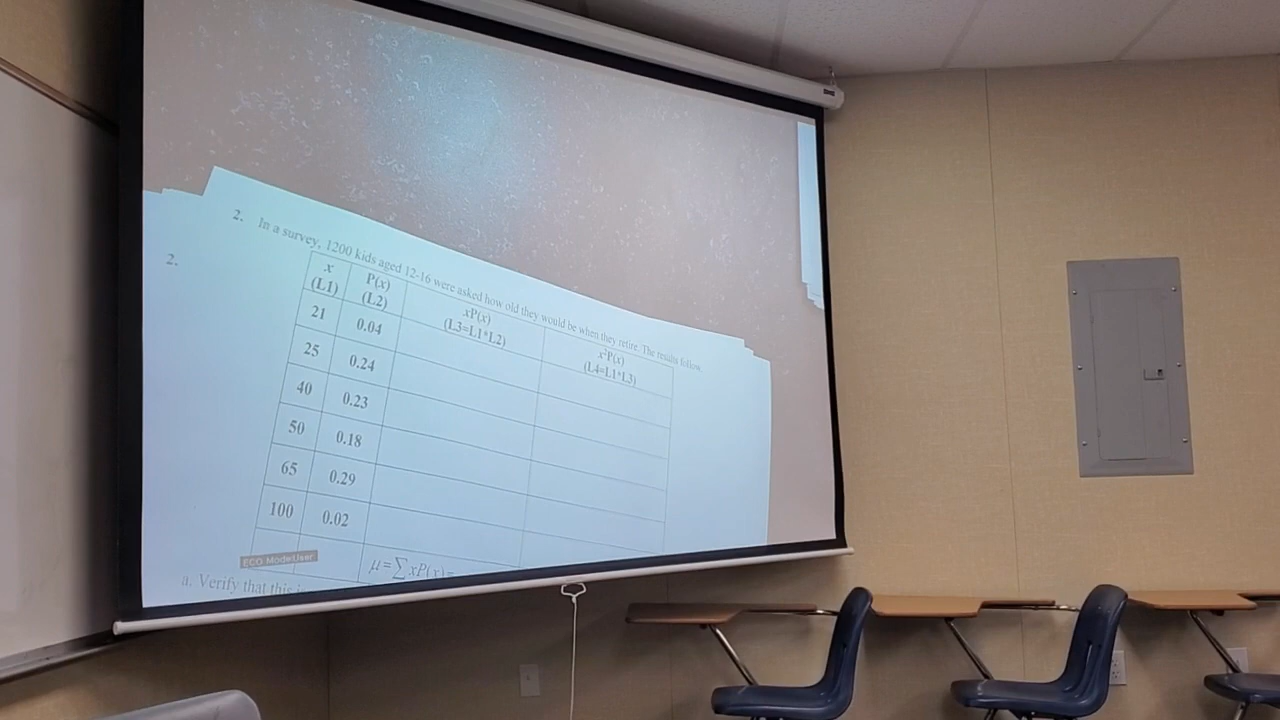 2. In a survey, 1200 kids aged 12-16 were asked how old they would be when they retire. The results follow.
2.
x (L1) P(x) (L2) xP(x) (L3=L1*L2) x²P(x) (L4=L1*L3)
21 0.04
25 0.24
40 0.23
50 0.18
65 0.29
100 0.02
μ=∑xP(x)=
ECO Mode:User
a. Verify that this